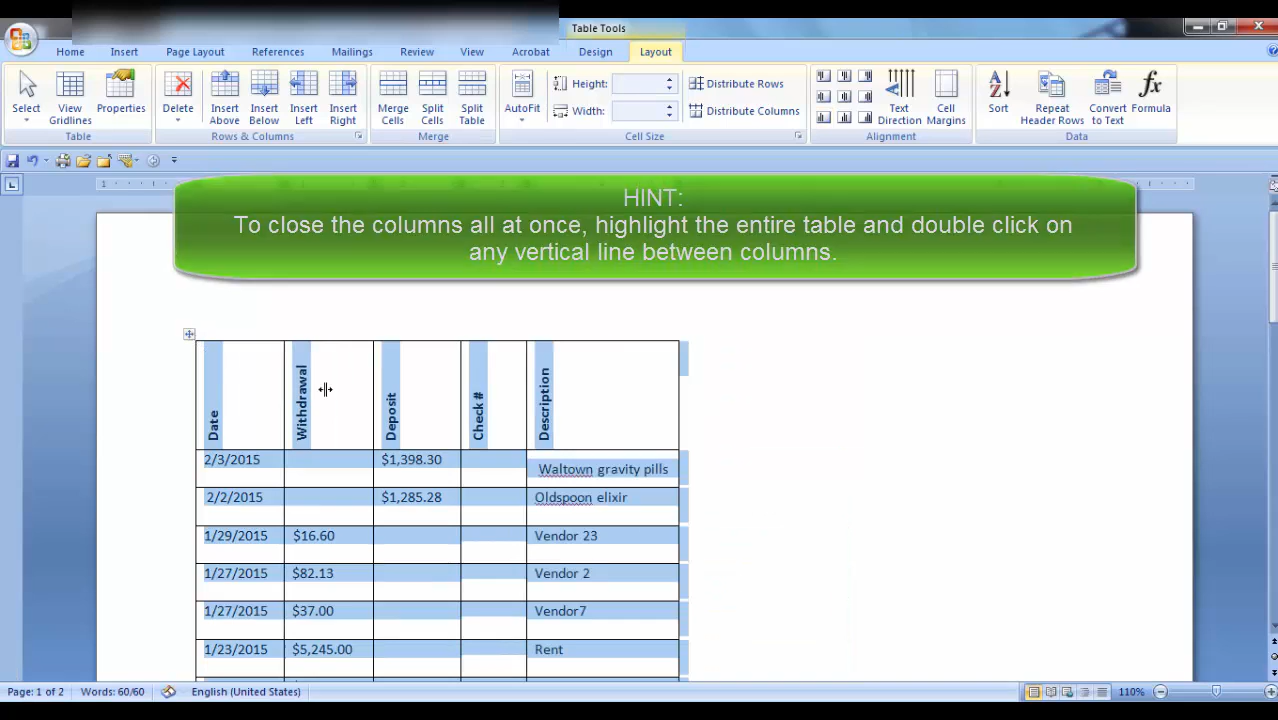 Table Tools
Home Insert Page Layout References Mailings Review View Acrobat Design Layout
Select View Gridlines Properties Delete Insert Above Insert Below Insert Left Insert Right Merge Cells Split Cells Split Table AutoFit Height: Width: Distribute Rows Distribute Columns Text Direction Cell Margins Sort Repeat Header Rows Convert to Text Formula
Table Rows & Columns Merge Cell Size Alignment Data
1
HINT:
To close the columns all at once, highlight the entire table and double click on
any vertical line between columns.
Date Withdrawal Deposit Check # Description
2/3/2015 $1,398.30 Waltown gravity pills
2/2/2015 $1,285.28 Oldspoon elixir
1/29/2015 $16.60 Vendor 23
1/27/2015 $82.13 Vendor 2
1/27/2015 $37.00 Vendor7
1/23/2015 $5,245.00 Rent
Page: 1 of 2 Words: 60/60 English (United States) 110%